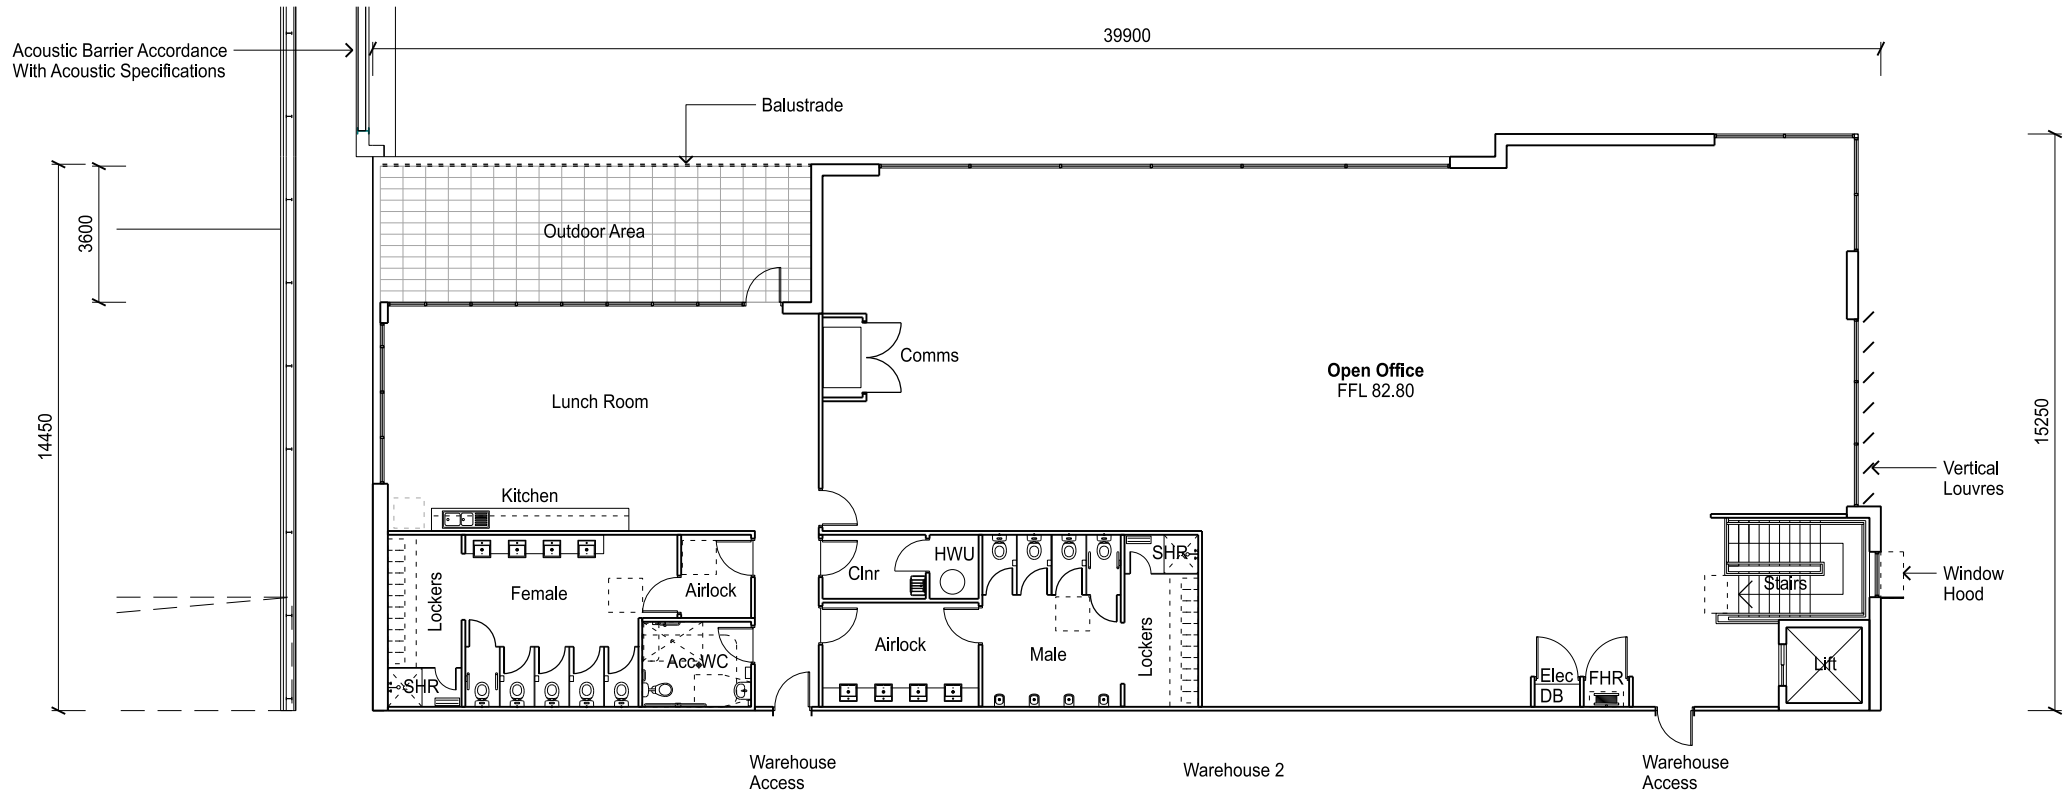 39900
Acoustic Barrier Accordance
With Acoustic Specifications
Balustrade
3600
Outdoor Area
Comms
Open Office
FFL 82.80
Lunch Room
14450
15250
Vertical
Louvres
Kitchen
HWU
SHR
Clnr
Window
Hood
Stairs
Lockers
Female
Airlock
Airlock
Male
Lockers
Acc WC
Lift
SHR
Elec
DB
FHR
Warehouse
Access
Warehouse 2
Warehouse
Access